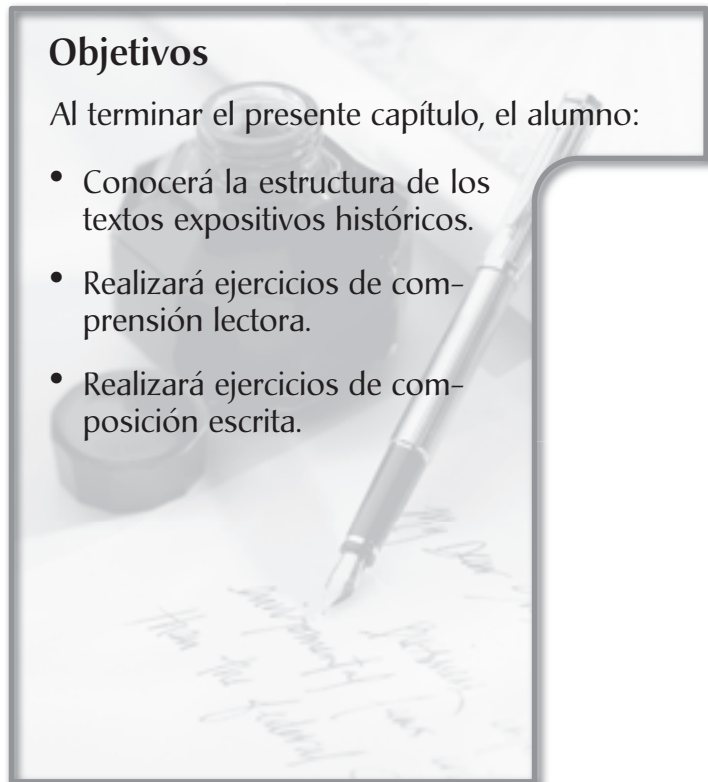 Objetivos
Al terminar el presente capítulo, el alumno:
• Conocerá la estructura de los
textos expositivos históricos.
• Realizará ejercicios de com-
prensión lectora.
• Realizará ejercicios de com-
posición escrita.